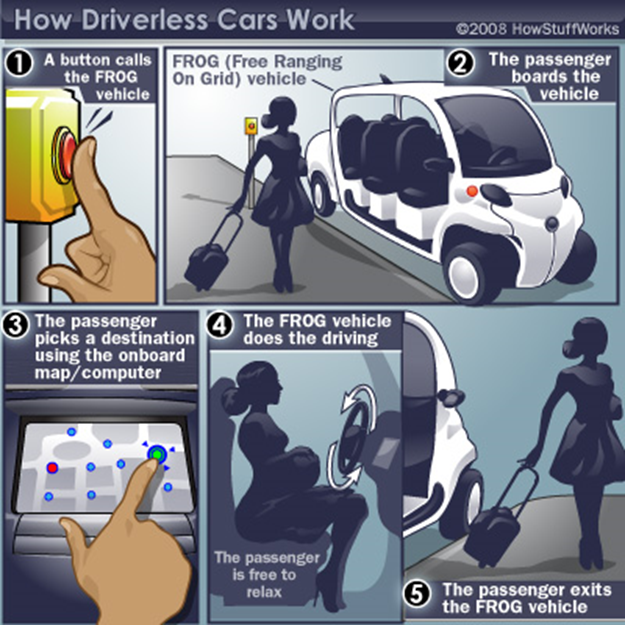 How Driverless Cars Work
©2008 HowStuffWorks
1 A button calls
the FROG
vehicle
FROG (Free Ranging
On Grid) vehicle
2 The passenger
boards the
vehicle
3 The passenger
picks a destination
using the onboard
map/computer
4 The FROG vehicle
does the driving
The passenger
is free to
relax
5 The passenger exits
the FROG vehicle